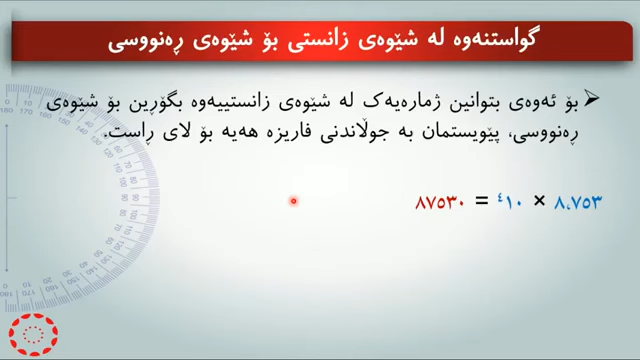 گواستنەوە لە شێوەی زانستی بۆ شێوەی ڕەنووسی
بۆ ئەوەی بتوانین ژمارەیەک لە شێوەی زانستییەوە بگۆڕین بۆ شێوەی
ڕەنووسی، پێویستمان بە جوڵاندنی فاریزە هەیە بۆ لای ڕاست.
٨،٧٥٣ × ١٠⁴ = ٨٧٥٣٠